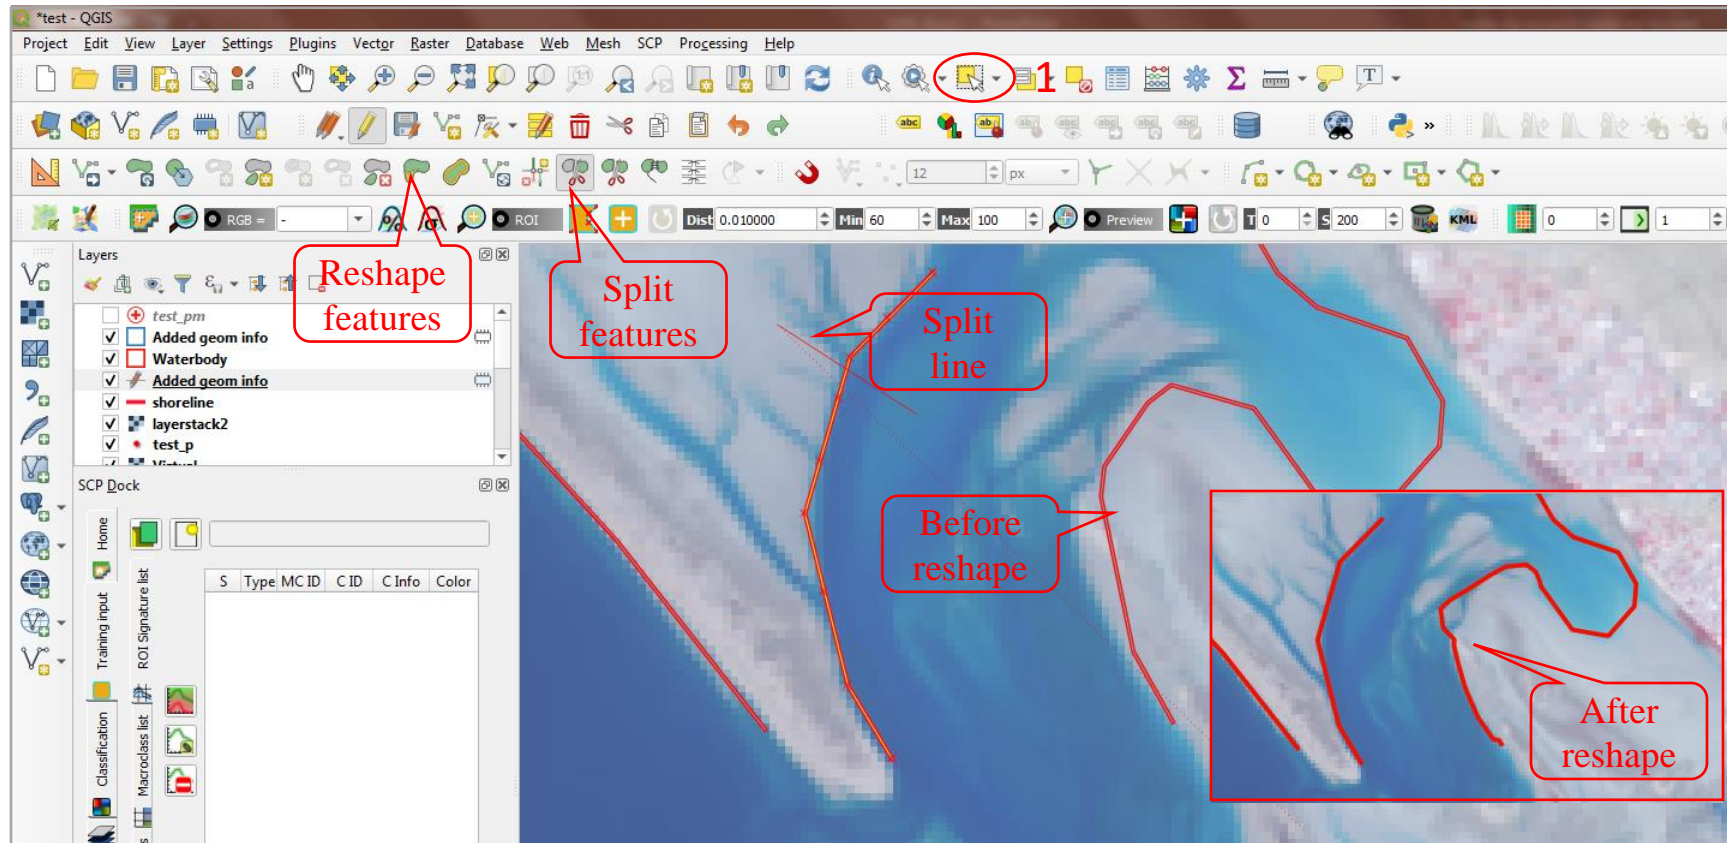 *test - QGIS
Project Edit View Layer Settings Plugins Vector Raster Database Web Mesh SCP Processing Help
1
abc
12 px
RGB = - ROI Dist 0.010000 Min 60 Max 100 Preview T 0 S 200 KML 0 1
Layers
Reshape
features
Split
features
Split
line
test_pm
Added geom info
Waterbody
Added geom info
shoreline
layerstack2
test_p
Virtual
SCP Dock
Before
reshape
After
reshape
Home
Training input
Classification
ROI Signature list
Macroclass list
S Type MC ID C ID C Info Color